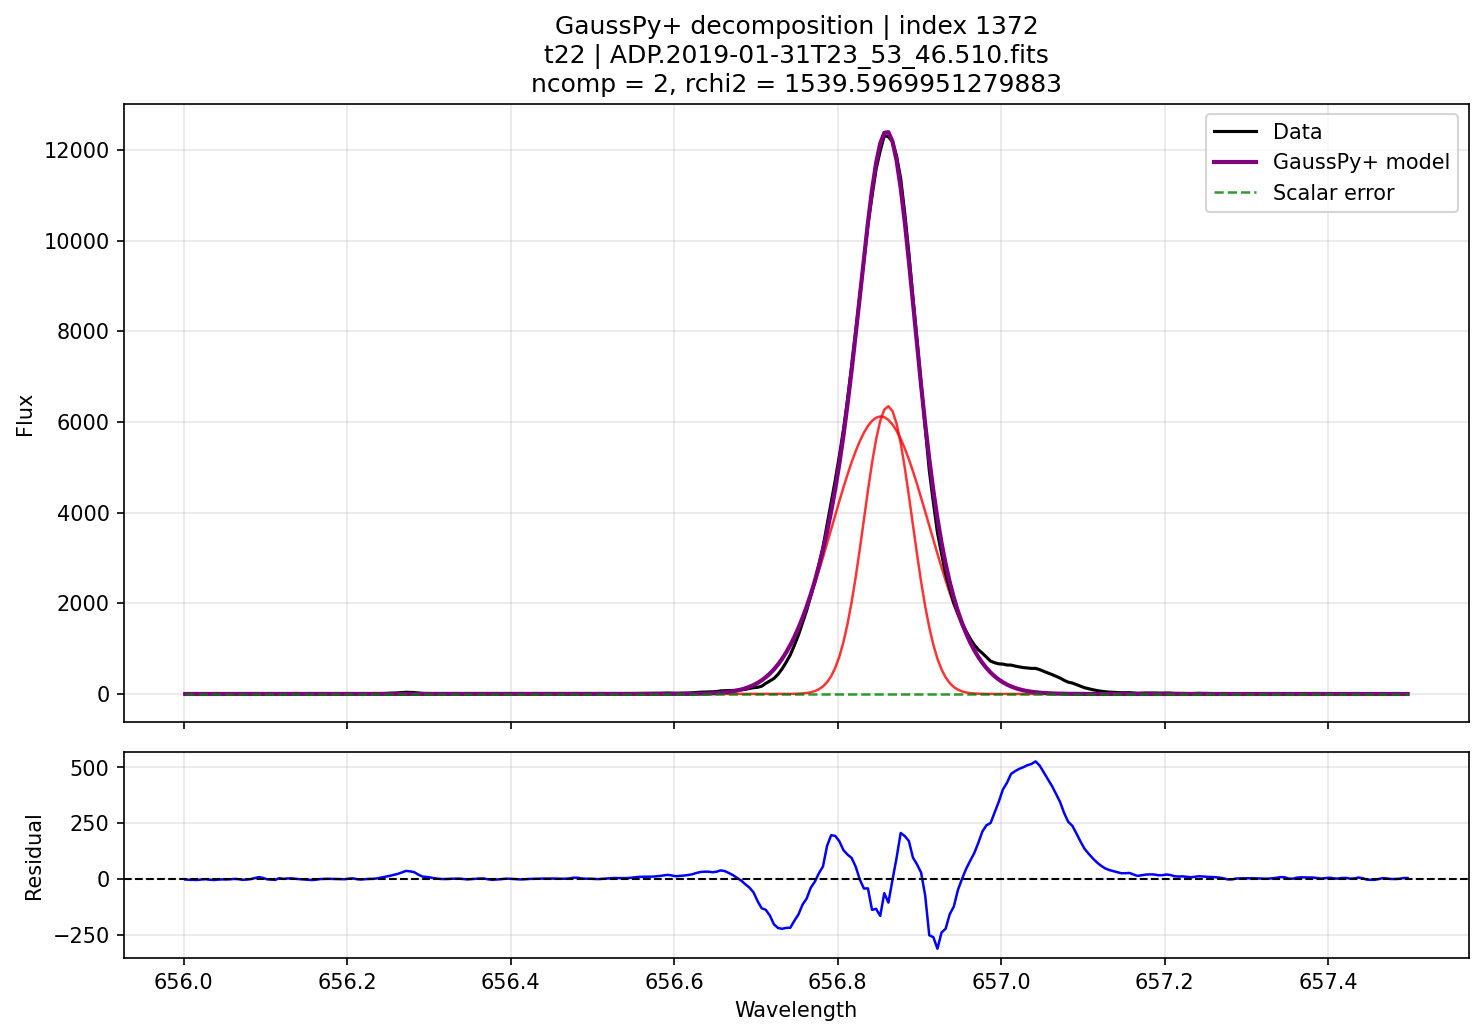 GaussPy+ decomposition | index 1372
t22 | ADP.2019-01-31T23_53_46.510.fits
ncomp = 2, rchi2 = 1539.5969951279883
Data
GaussPy+ model
Scalar error
12000
10000
8000
6000
4000
2000
0
Flux
500
250
0
−250
Residual
656.0 656.2 656.4 656.6 656.8 657.0 657.2 657.4
Wavelength